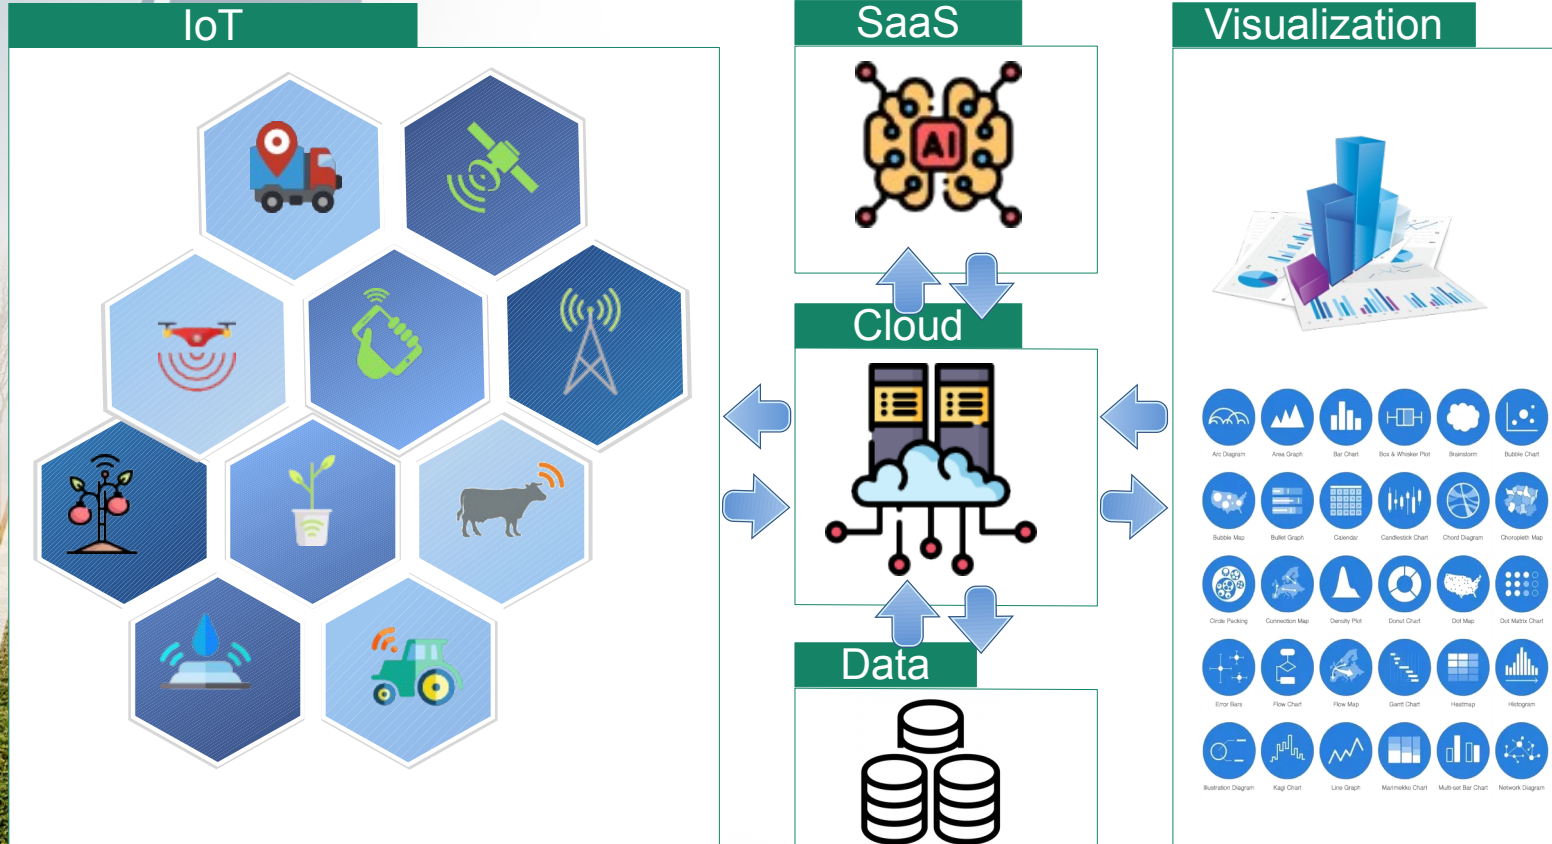 IoT
SaaS
AI
Cloud
Data
Visualization
Arc Diagram
Area Graph
Bar Chart
Box & Whisker Plot
Brainstorm
Bubble Chart
Bubble Map
Bullet Graph
Calendar
Candlestick Chart
Chord Diagram
Choropleth Map
Circle Packing
Connection Map
Density Plot
Donut Chart
Dot Map
Dot Matrix Chart
Error Bars
Flow Chart
Flow Map
Gantt Chart
Heatmap
Histogram
Illustration Diagram
Kagi Chart
Line Graph
Marimekko Chart
Multi-set Bar Chart
Network Diagram